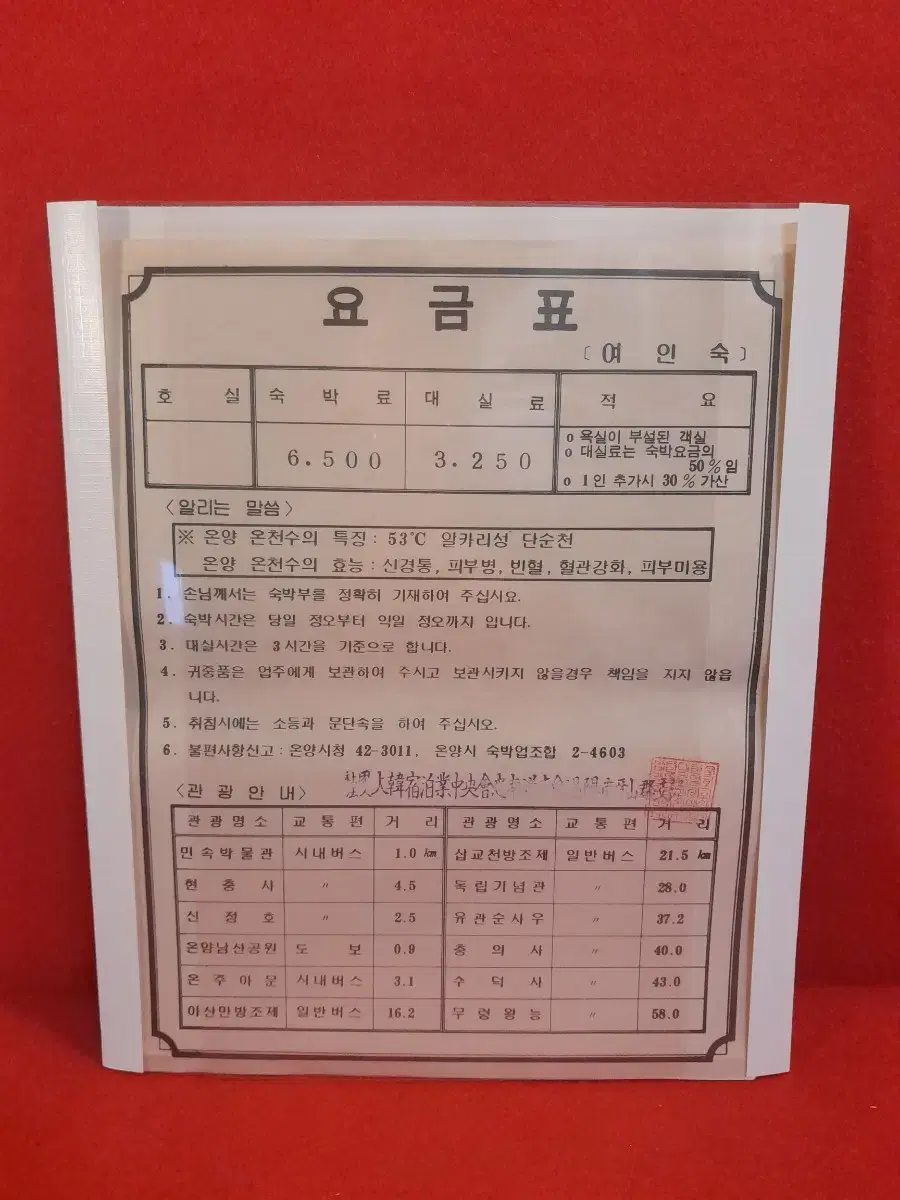 요 금 표
〔여 인 숙〕
호 실 숙 박 료 대 실 료 적 요
6.500 3.250
o 욕실이 부설된 객실
o 대실료는 숙박요금의
50%임
o 1인 추가시 30%가산
〈알리는 말씀〉
※ 온양 온천수의 특징 : 53℃ 알카리성 단순천
온양 온천수의 효능 : 신경통, 피부병, 빈혈, 혈관강화, 피부미용
1. 손님께서는 숙박부를 정확히 기재하여 주십시요.
2. 숙박시간은 당일 정오부터 익일 정오까지 입니다.
3. 대실시간은 3시간을 기준으로 합니다.
4. 귀중품은 업주에게 보관하여 주시고 보관시키지 않을경우 책임을 지지 않읍
니다.
5. 취침시에는 소등과 문단속을 하여 주십시오.
6. 불편사항신고 : 온양시청 42-3011, 온양시 숙박업조합 2-4603
〈관 광 안 내〉
大韓宿泊業中央會
관 광 명 소 교 통 편 거 리 관 광 명 소 교 통 편 거 리
민 속 박 물 관 시 내 버 스 1.0 ㎞ 삽교천방조제 일 반 버 스 21.5 ㎞
현 충 사 〃 4.5 독 립 기 념 관 〃 28.0
신 정 호 〃 2.5 유 관 순 사 우 〃 37.2
온양남산공원 도 보 0.9 충 의 사 〃 40.0
온 주 아 문 시 내 버 스 3.1 수 덕 사 〃 43.0
아산만방조제 일 반 버 스 16.2 무 령 왕 능 〃 58.0